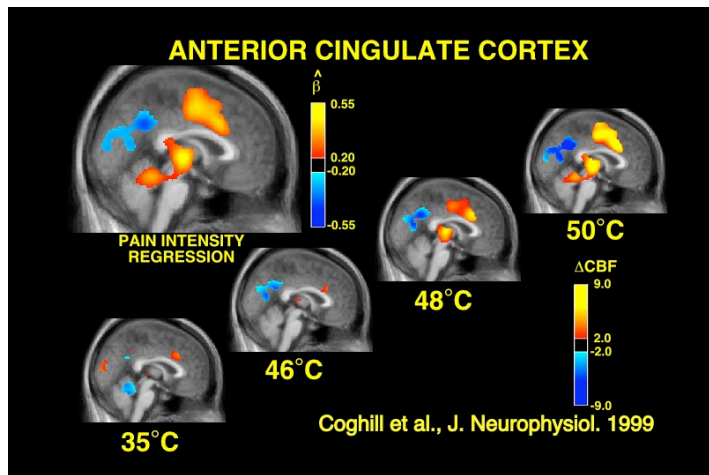 ANTERIOR CINGULATE CORTEX
^
β
0.55
0.20
-0.20
-0.55
PAIN INTENSITY
REGRESSION
50°C
48°C
46°C
35°C
ΔCBF
9.0
2.0
-2.0
-9.0
Coghill et al., J. Neurophysiol. 1999